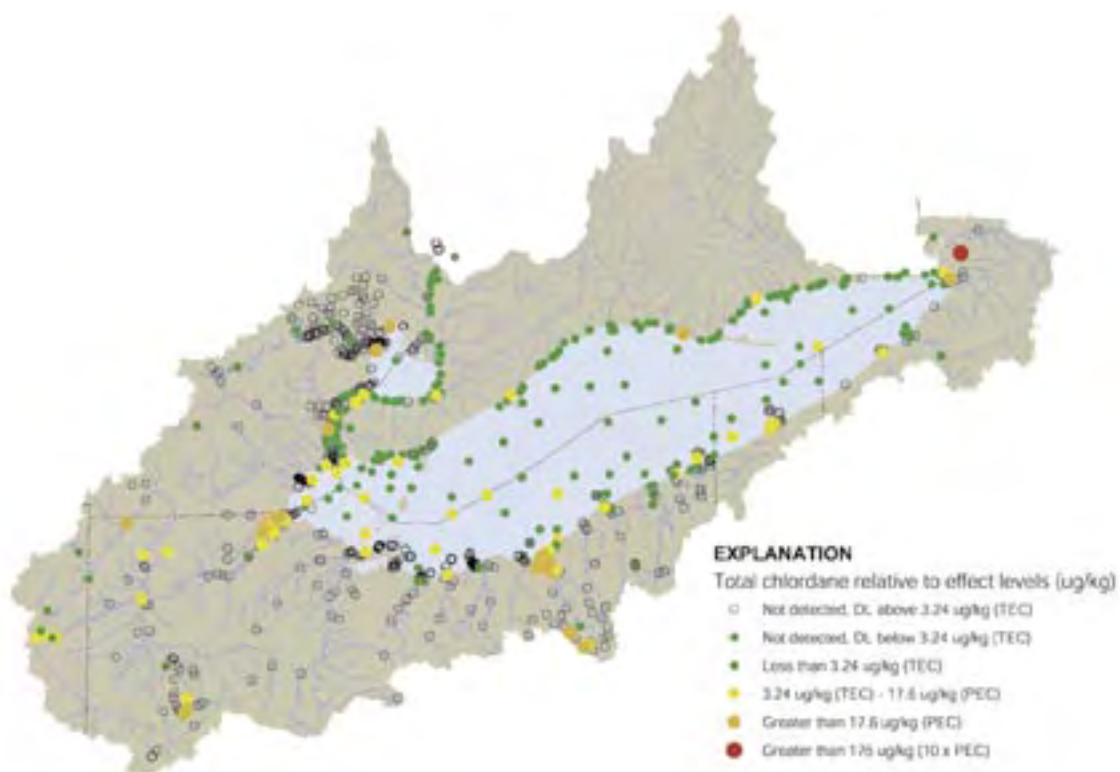 EXPLANATION
Total chlordane relative to effect levels (ug/kg)
Not detected, DL above 3.24 ug/kg (TEC)
Not detected, DL below 3.24 ug/kg (TEC)
Less than 3.24 ug/kg (TEC)
3.24 ug/kg (TEC) - 17.6 ug/kg (PEC)
Greater than 17.6 ug/kg (PEC)
Greater than 176 ug/kg (10 x PEC)